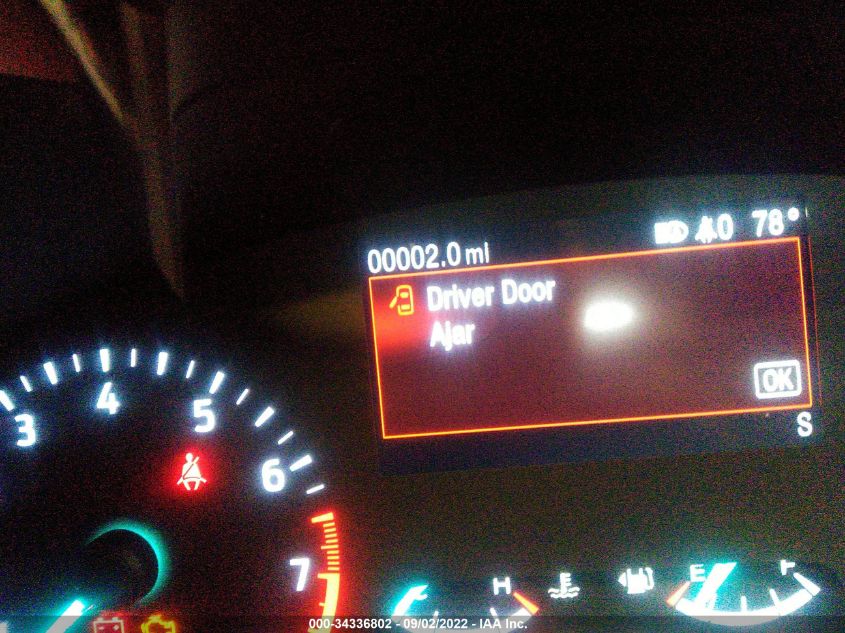 00002.0 mi
0 78°
Driver Door
Ajar
OK
S
3
4
5
6
7
H
E
F
000-34336802 - 09/02/2022 - IAA Inc.